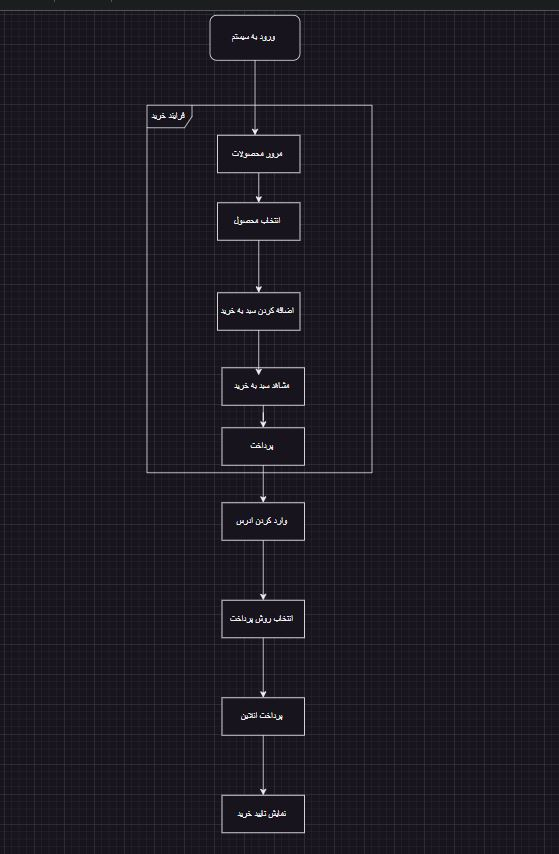 ورود به سیستم
فرایند خرید
مرور محصولات
انتخاب محصول
اضافه کردن سبد به خرید
مشاهد سبد به خرید
پرداخت
وارد کردن ادرس
انتخاب روش پرداخت
پرداخت انلاین
نمایش تایید خرید